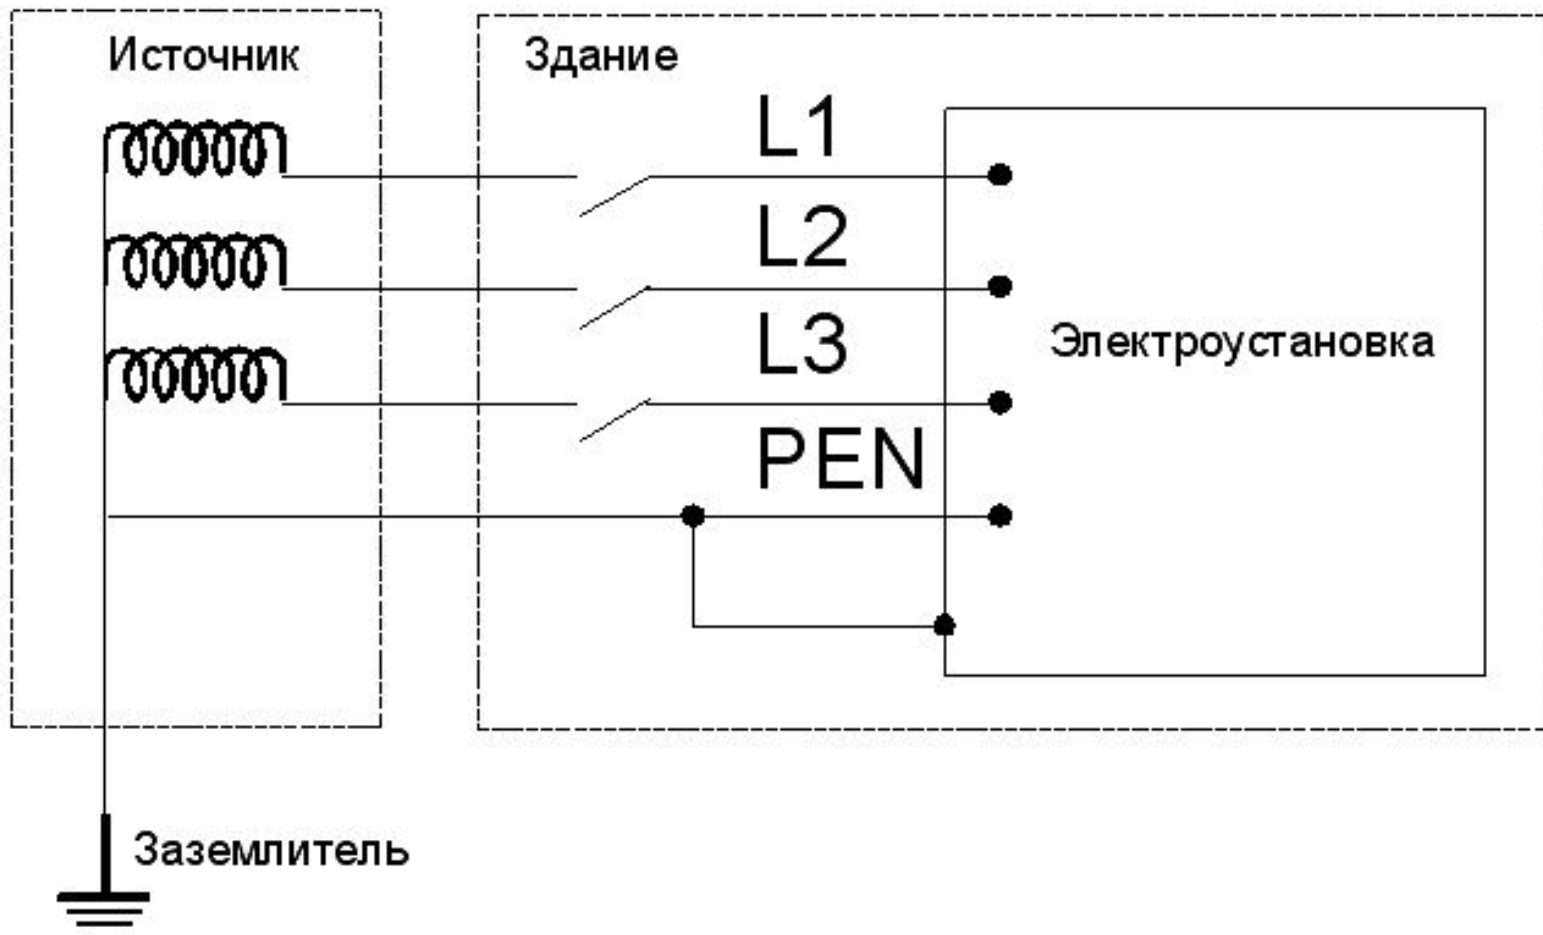 Источник
Здание
L1
L2
L3
Электроустановка
PEN
Заземлитель